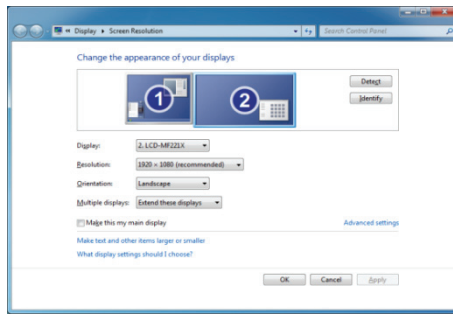 Display ▸ Screen Resolution
Search Control Panel
Change the appearance of your displays
1
2
Detect
Identify
Display:
2. LCD-MF221X
Resolution:
1920 × 1080 (recommended)
Orientation:
Landscape
Multiple displays:
Extend these displays
Make this my main display
Advanced settings
Make text and other items larger or smaller
What display settings should I choose?
OK
Cancel
Apply